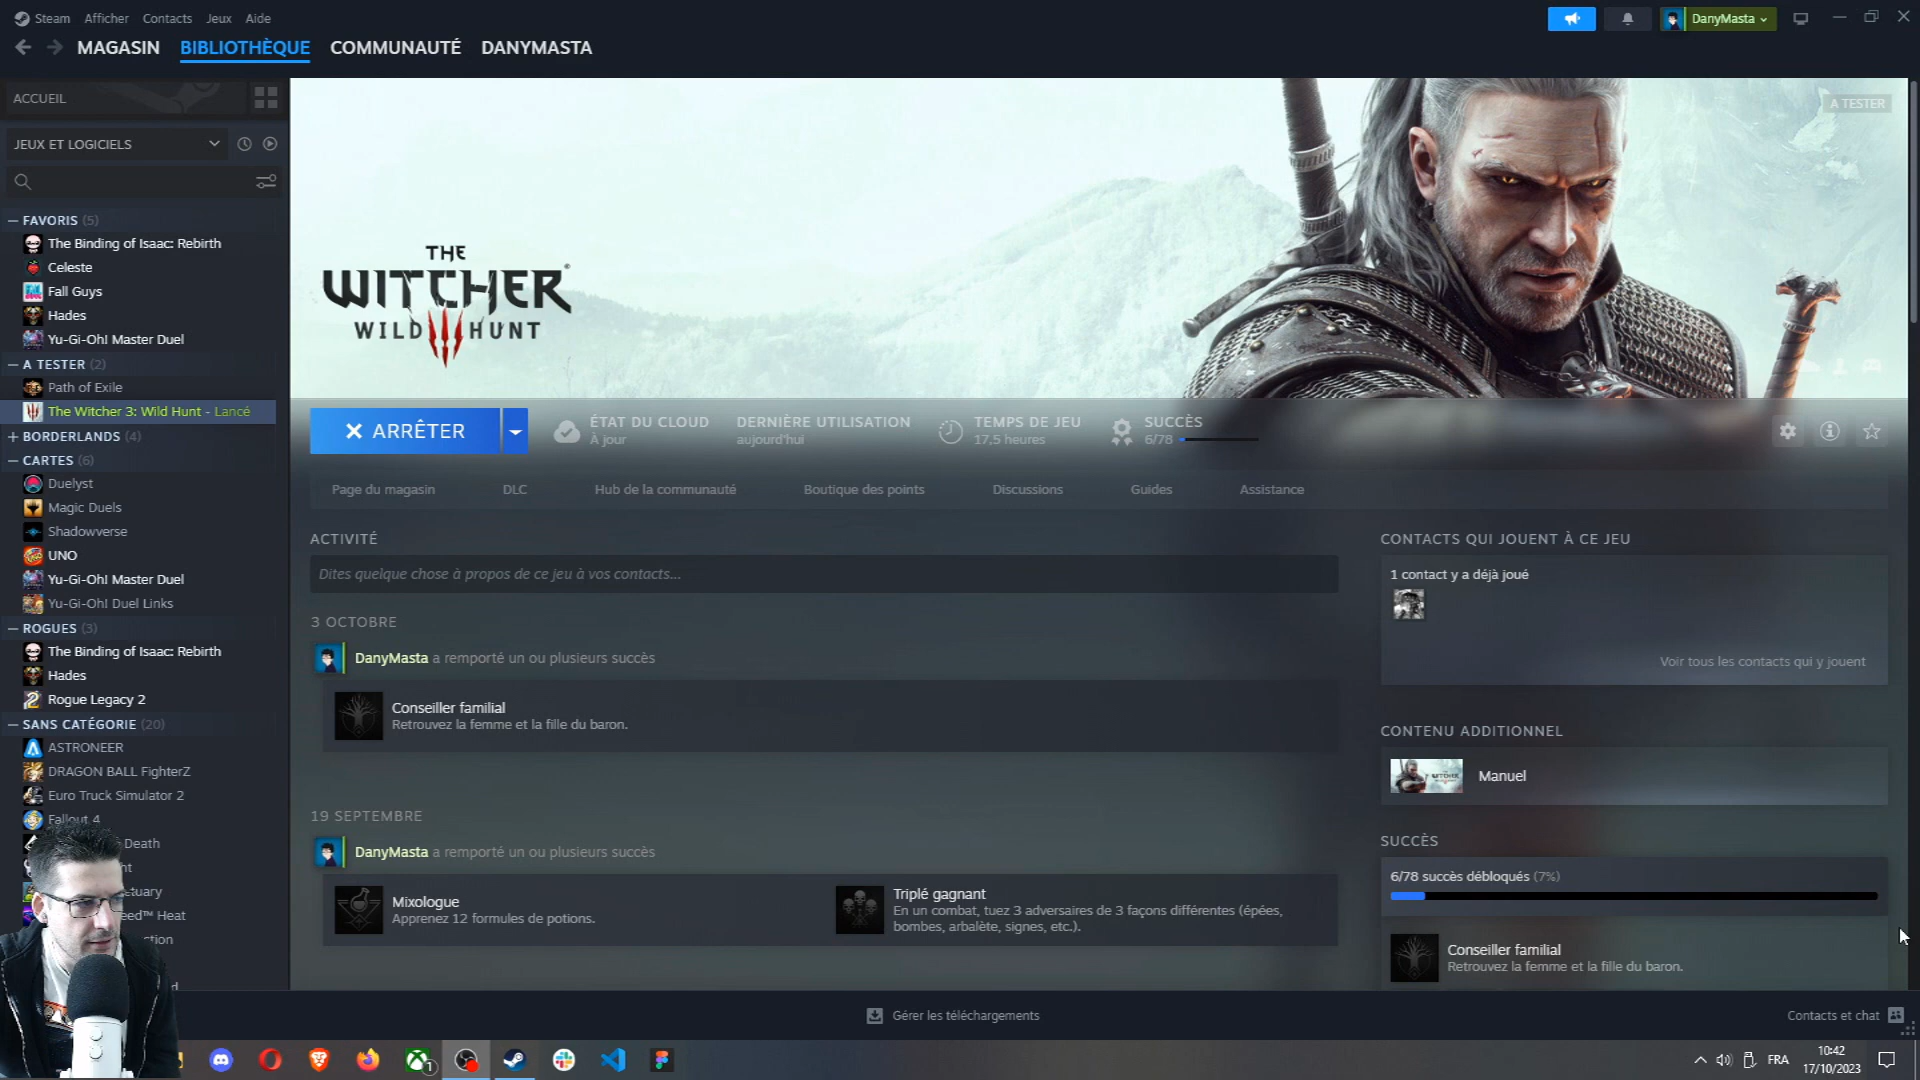 Steam Afficher Contacts Jeux Aide
DanyMasta
MAGASIN BIBLIOTHÈQUE COMMUNAUTÉ DANYMASTA
ACCUEIL
A TESTER
JEUX ET LOGICIELS
FAVORIS (5)
The Binding of Isaac: Rebirth
Celeste
Fall Guys
Hades
Yu-Gi-Oh! Master Duel
A TESTER (2)
Path of Exile
The Witcher 3: Wild Hunt - Lancé
BORDERLANDS (4)
CARTES (6)
Duelyst
Magic Duels
Shadowverse
UNO
Yu-Gi-Oh! Master Duel
Yu-Gi-Oh! Duel Links
ROGUES (3)
The Binding of Isaac: Rebirth
Hades
Rogue Legacy 2
SANS CATÉGORIE (20)
ASTRONEER
DRAGON BALL FighterZ
Euro Truck Simulator 2
Fallout 4
Death
THE
WITCHER
WILD HUNT
ARRÊTER
ÉTAT DU CLOUD
À jour
DERNIÈRE UTILISATION
aujourd'hui
TEMPS DE JEU
17,5 heures
SUCCÈS
6/78
Page du magasin DLC Hub de la communauté Boutique des points Discussions Guides Assistance
ACTIVITÉ
Dites quelque chose à propos de ce jeu à vos contacts...
3 OCTOBRE
DanyMasta a remporté un ou plusieurs succès
Conseiller familial
Retrouvez la femme et la fille du baron.
19 SEPTEMBRE
DanyMasta a remporté un ou plusieurs succès
Mixologue
Apprenez 12 formules de potions.
Triplé gagnant
En un combat, tuez 3 adversaires de 3 façons différentes (épées,
bombes, arbalète, signes, etc.).
CONTACTS QUI JOUENT À CE JEU
1 contact y a déjà joué
Voir tous les contacts qui y jouent
CONTENU ADDITIONNEL
Manuel
SUCCÈS
6/78 succès débloqués (7%)
Conseiller familial
Retrouvez la femme et la fille du baron.
Gérer les téléchargements
Contacts et chat
1
FRA
10:42
17/10/2023